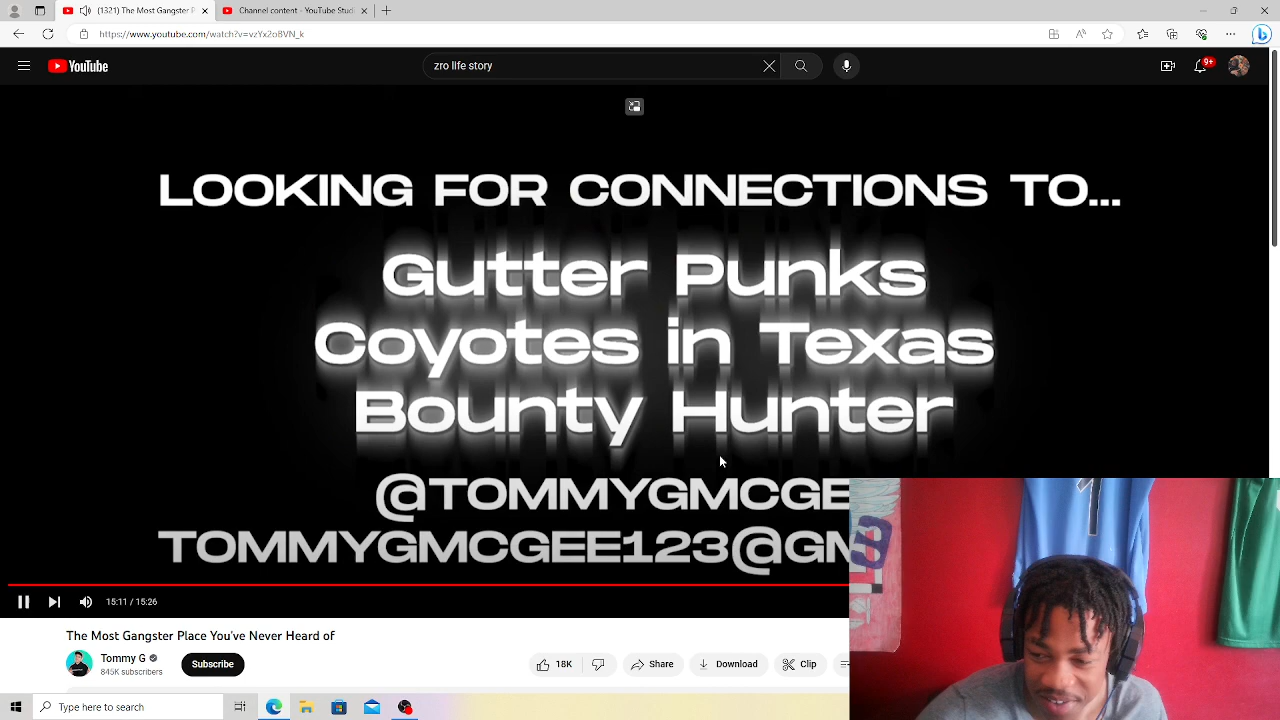 (1321) The Most Gangster P
Channel content - YouTube Stud
https://www.youtube.com/watch?v=vzYx2oBVN_k
YouTube
zro life story
9+
LOOKING FOR CONNECTIONS TO...
Gutter Punks
Coyotes in Texas
Bounty Hunter
@TOMMYGMCGE
TOMMYGMCGEE123@GM
15:11 / 15:26
The Most Gangster Place You've Never Heard of
Tommy G
845K subscribers
Subscribe
18K
Share
Download
Clip
Type here to search